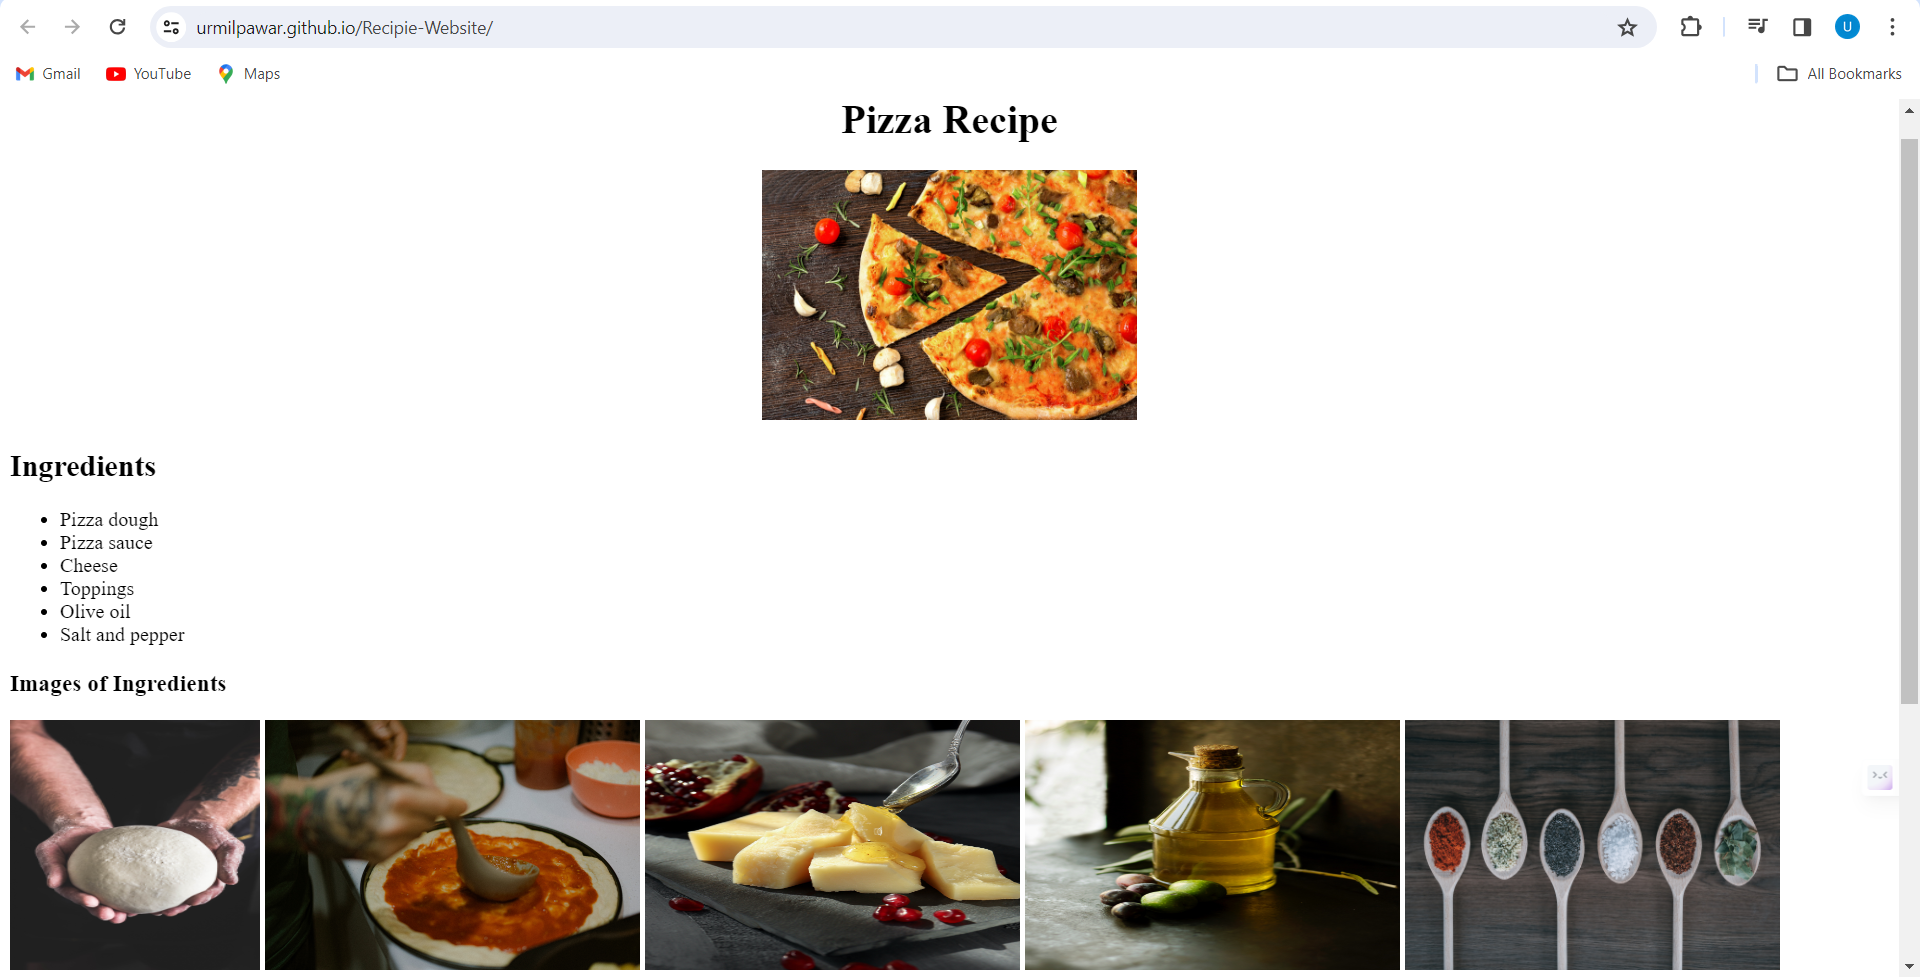 urmilpawar.github.io/Recipie-Website/
U
Gmail YouTube Maps All Bookmarks
Pizza Recipe
Ingredients
Pizza dough
Pizza sauce
Cheese
Toppings
Olive oil
Salt and pepper
Images of Ingredients